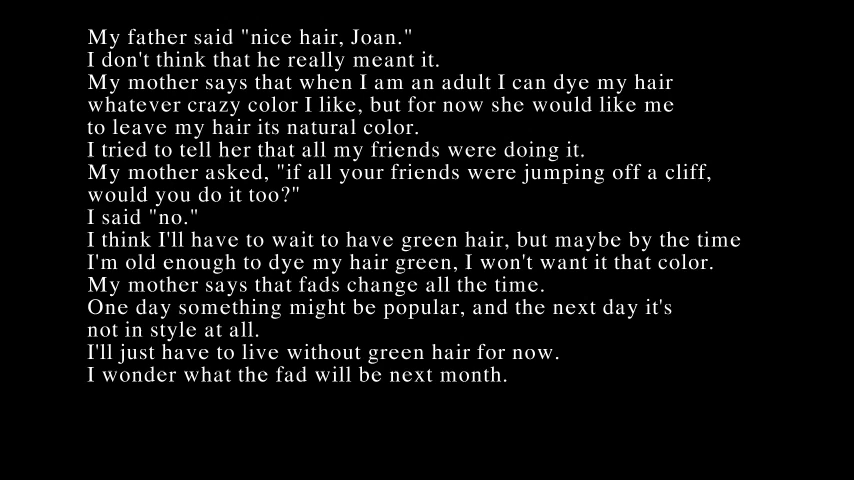 My father said "nice hair, Joan."
I don't think that he really meant it.
My mother says that when I am an adult I can dye my hair
whatever crazy color I like, but for now she would like me
to leave my hair its natural color.
I tried to tell her that all my friends were doing it.
My mother asked, "if all your friends were jumping off a cliff,
would you do it too?"
I said "no."
I think I'll have to wait to have green hair, but maybe by the time
I'm old enough to dye my hair green, I won't want it that color.
My mother says that fads change all the time.
One day something might be popular, and the next day it's
not in style at all.
I'll just have to live without green hair for now.
I wonder what the fad will be next month.